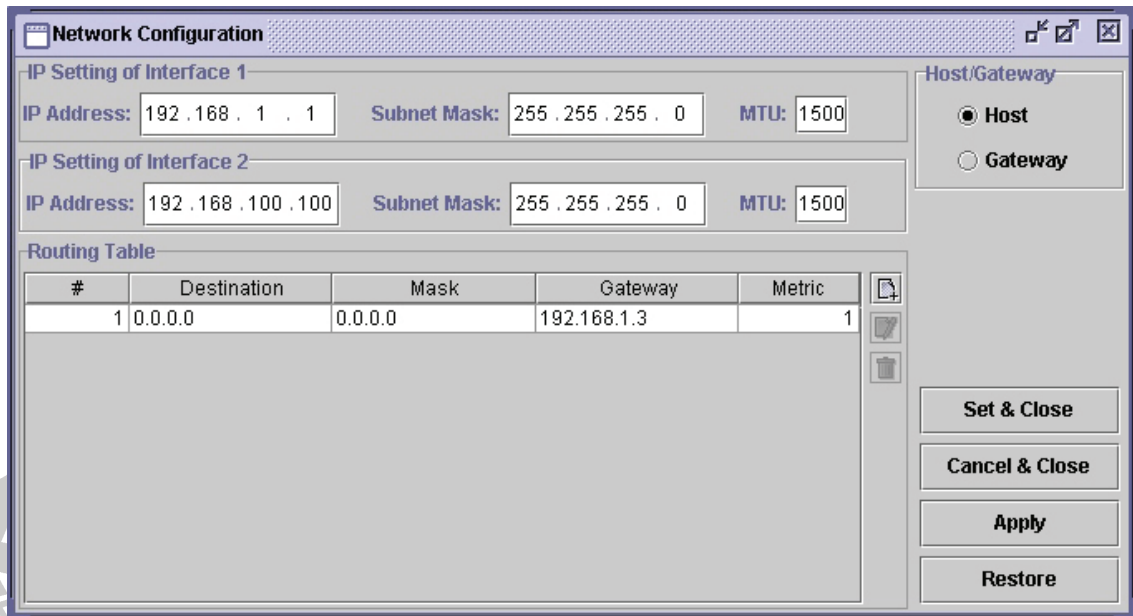 Network Configuration
IP Setting of Interface 1
IP Address: 192 .168 . 1 . 1 Subnet Mask: 255 .255 .255 . 0 MTU: 1500
Host/Gateway
Host
Gateway
IP Setting of Interface 2
IP Address: 192 .168 .100 .100 Subnet Mask: 255 .255 .255 . 0 MTU: 1500
Routing Table
# Destination Mask Gateway Metric
1 0.0.0.0 0.0.0.0 192.168.1.3 1
Set & Close
Cancel & Close
Apply
Restore